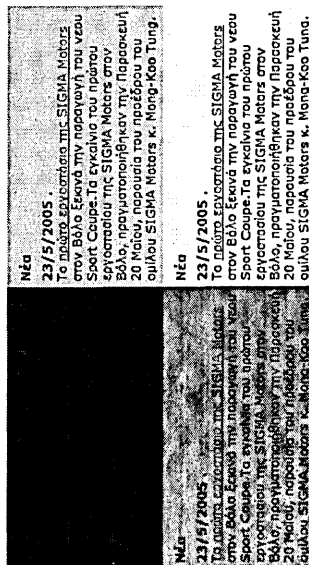 Νέα
23/5/2005 .
Το πρώτο εργοστάσιο της SIGMA Motors
στον Βόλο ξεκινά την παραγωγή του νεου
Sport Coupe.Τα εγκαίνια του πρώτου
εργοστασίου της SIGMA Motors στον
Βόλο, πραγματοποιήθηκαν την Παρασκευή
20 Μαΐου, παρουσία του προέδρου του
ομίλου SIGMA Motors κ. Mong-Koo Tung.
Νέα
23/5/2005 .
Το πρώτο εργοστάσιο της SIGMA Motors
στον Βόλο ξεκινά την παραγωγή του νεου
Sport Coupe.Τα εγκαίνια του πρώτου
εργοστασίου της SIGMA Motors στον
Βόλο, πραγματοποιήθηκαν την Παρασκευή
20 Μαΐου, παρουσία του προέδρου του
ομίλου SIGMA Motors κ. Mong-Koo Tung.
Νέα
23/5/2005 .
Το πρώτο εργοστάσιο της SIGMA Motors
στον Βόλο ξεκινά την παραγωγή του νεου
Sport Coupe.Τα εγκαίνια του πρώτου
εργοστασίου της SIGMA Motors στον
Βόλο, πραγματοποιήθηκαν την Παρασκευή
20 Μαΐου, παρουσία του προέδρου του
ομίλου SIGMA Motors κ. Mong-Koo Tung.